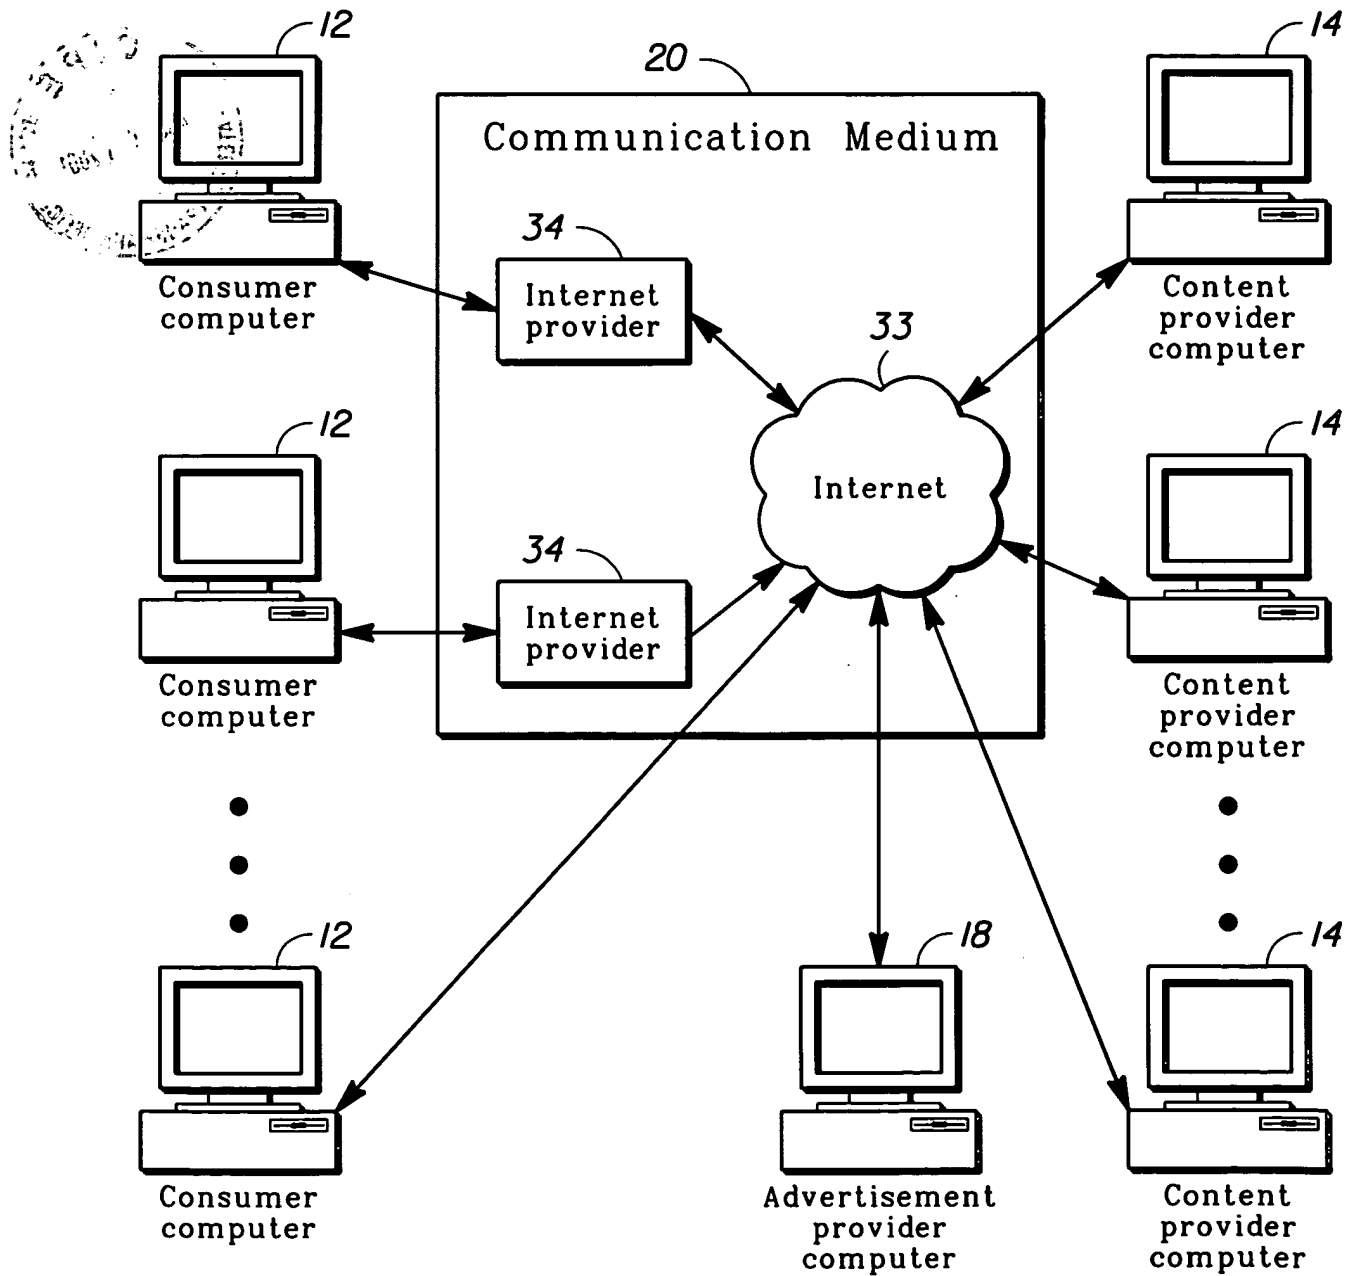 12
20
14
Communication Medium
34
Internet
provider
Consumer
computer
Content
provider
computer
33
12
14
Internet
34
Internet
provider
Consumer
computer
Content
provider
computer
12
18
14
Consumer
computer
Advertisement
provider
computer
Content
provider
computer